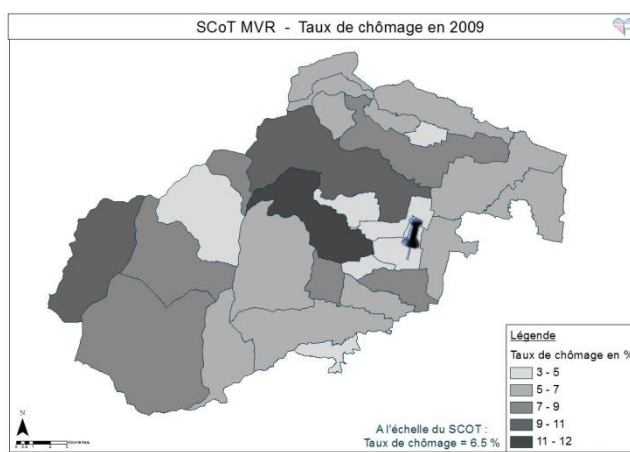 SCoT MVR - Taux de chômage en 2009
N
Légende
Taux de chômage en %
3 - 5
5 - 7
7 - 9
9 - 11
11 - 12
A l'échelle du SCOT :
Taux de chômage = 6.5 %